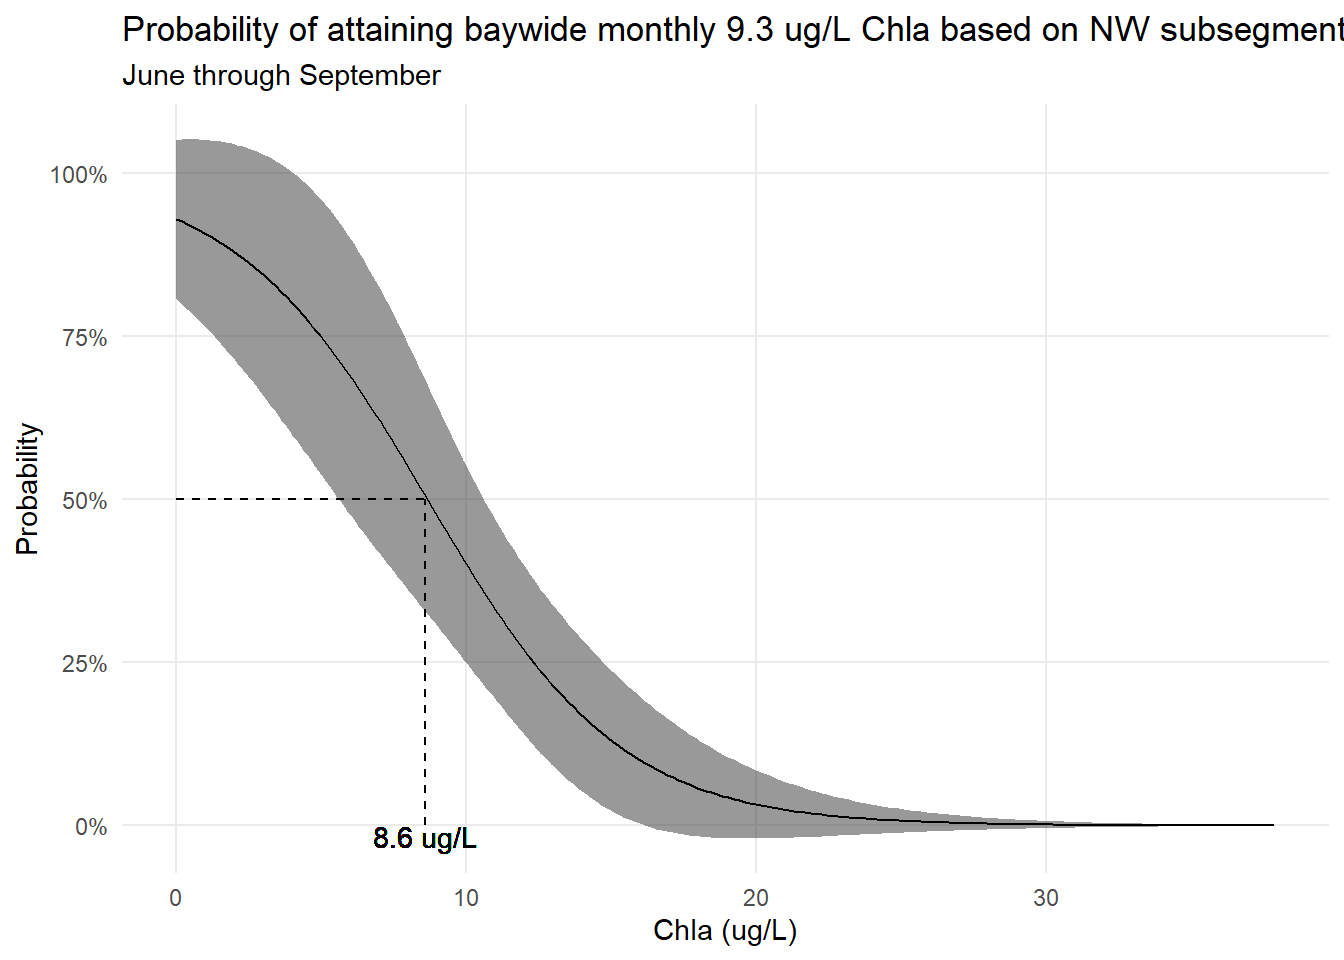 Probability of attaining baywide monthly 9.3 ug/L Chla based on NW subsegment
June through September
100%
75%
50%
25%
0%
Probability
8.6 ug/L
0 10 20 30
Chla (ug/L)